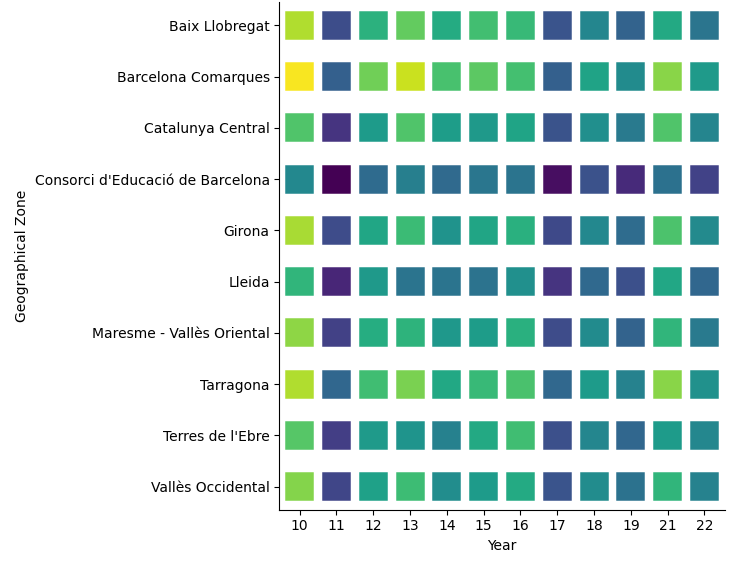 Geographical Zone
Baix Llobregat
Barcelona Comarques
Catalunya Central
Consorci d'Educació de Barcelona
Girona
Lleida
Maresme - Vallès Oriental
Tarragona
Terres de l'Ebre
Vallès Occidental
10 11 12 13 14 15 16 17 18 19 21 22
Year